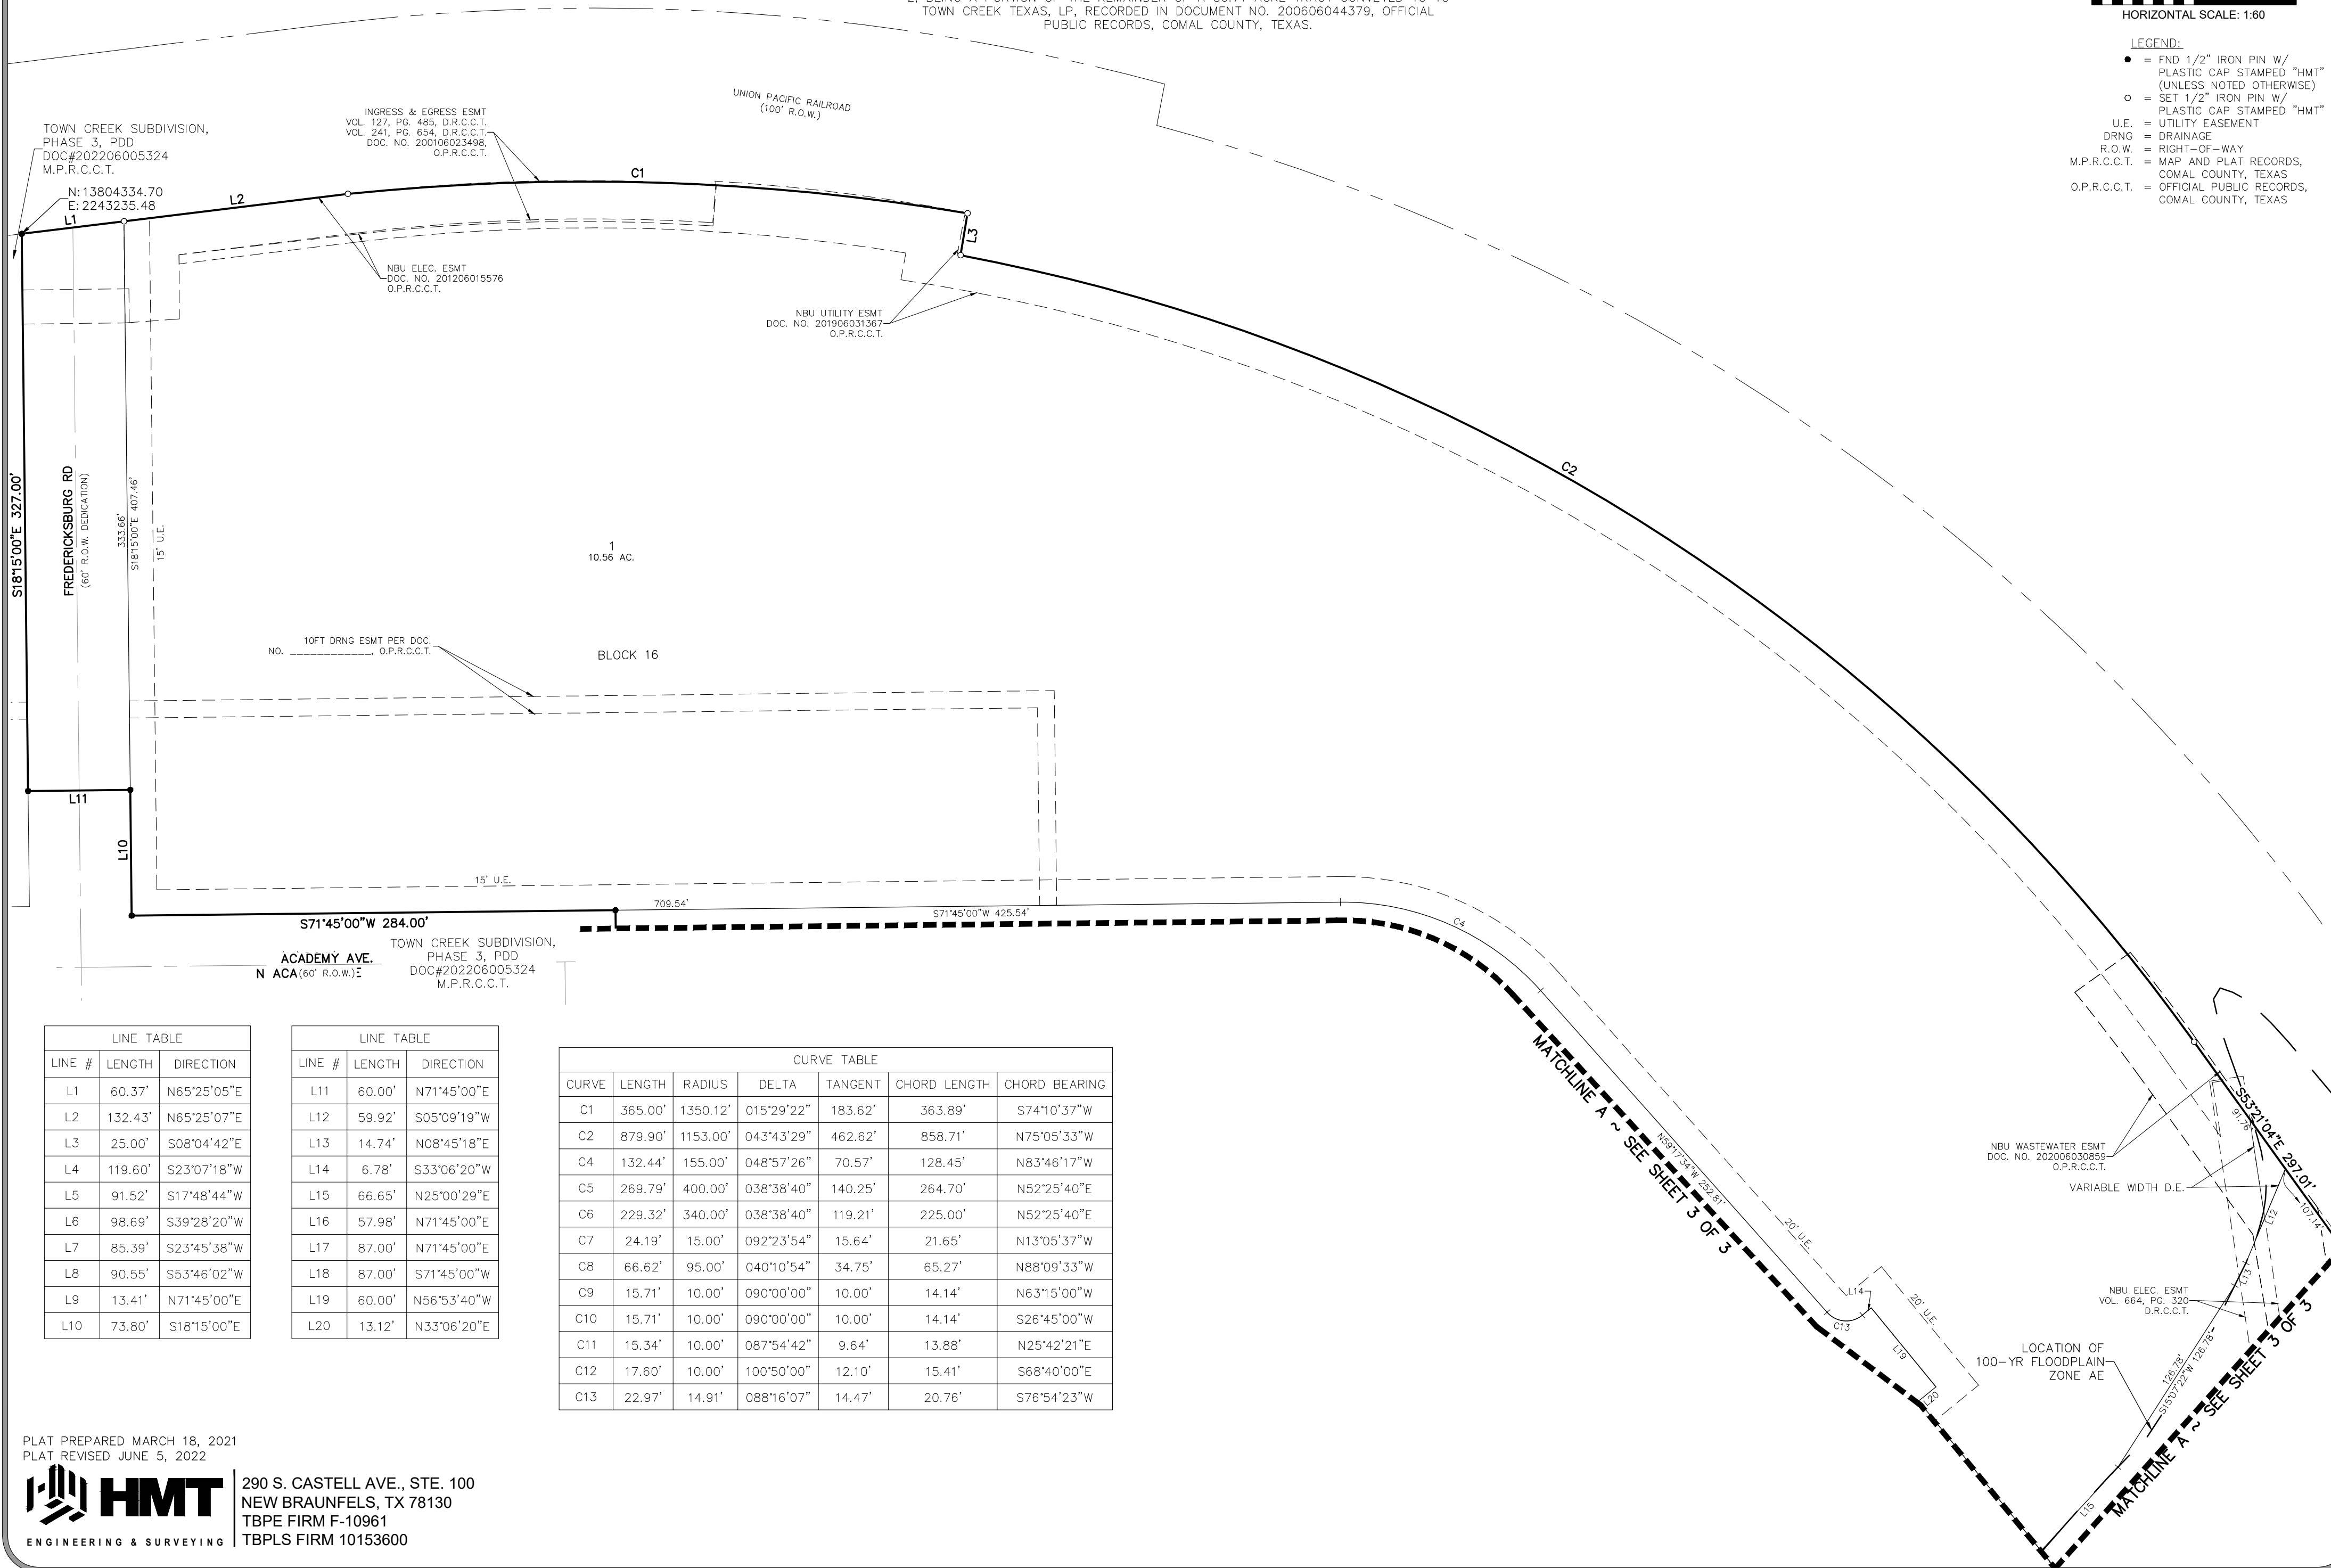 TOWN CREEK TEXAS, LP, RECORDED IN DOCUMENT NO. 200606044379, OFFICIAL
PUBLIC RECORDS, COMAL COUNTY, TEXAS.
HORIZONTAL SCALE: 1:60
LEGEND:
= FND 1/2" IRON PIN W/
PLASTIC CAP STAMPED "HMT"
(UNLESS NOTED OTHERWISE)
= SET 1/2" IRON PIN W/
PLASTIC CAP STAMPED "HMT"
U.E. = UTILITY EASEMENT
DRNG = DRAINAGE
R.O.W. = RIGHT-OF-WAY
M.P.R.C.C.T. = MAP AND PLAT RECORDS,
COMAL COUNTY, TEXAS
O.P.R.C.C.T. = OFFICIAL PUBLIC RECORDS,
COMAL COUNTY, TEXAS
UNION PACIFIC RAILROAD
(100' R.O.W.)
INGRESS & EGRESS ESMT
VOL. 127, PG. 485, D.R.C.C.T.
VOL. 241, PG. 654, D.R.C.C.T.
DOC. NO. 200106023498,
O.P.R.C.C.T.
TOWN CREEK SUBDIVISION,
PHASE 3, PDD
DOC#202206005324
M.P.R.C.C.T.
N: 13804334.70
E: 2243235.48
L1
L2
C1
L3
NBU ELEC. ESMT
DOC. NO. 201206015576
O.P.R.C.C.T.
NBU UTILITY ESMT
DOC. NO. 201906031367
O.P.R.C.C.T.
C2
S18°15'00"E 327.00'
FREDERICKSBURG RD
(60' R.O.W. DEDICATION)
333.66'
S18°15'00"E 407.46'
15' U.E.
1
10.56 AC.
10FT DRNG ESMT PER DOC.
NO. _____________, O.P.R.C.C.T.
BLOCK 16
L11
L10
15' U.E.
709.54'
S71°45'00"W 425.54'
S71°45'00"W 284.00'
C4
ACADEMY AVE.
N ACA(60' R.O.W.)E
TOWN CREEK SUBDIVISION,
PHASE 3, PDD
DOC#202206005324
M.P.R.C.C.T.
MATCHLINE A ~ SEE SHEET 3 OF 3
N59°17'34"W 252.81'
20' U.E.
L14
C13
20' U.E.
L19
L20
S53°21'04"E 297.01'
91.76'
107.14'
NBU WASTEWATER ESMT
DOC. NO. 202006030859
O.P.R.C.C.T.
VARIABLE WIDTH D.E.
L12
L13
NBU ELEC. ESMT
VOL. 664, PG. 320
D.R.C.C.T.
LOCATION OF
100-YR FLOODPLAIN
ZONE AE
126.78'
S15°07'22"W 126.78'
L15
MATCHLINE A ~ SEE SHEET 3 OF 3
LINE TABLE
LINE # LENGTH DIRECTION
L1 60.37' N65°25'05"E
L2 132.43' N65°25'07"E
L3 25.00' S08°04'42"E
L4 119.60' S23°07'18"W
L5 91.52' S17°48'44"W
L6 98.69' S39°28'20"W
L7 85.39' S23°45'38"W
L8 90.55' S53°46'02"W
L9 13.41' N71°45'00"E
L10 73.80' S18°15'00"E
LINE TABLE
LINE # LENGTH DIRECTION
L11 60.00' N71°45'00"E
L12 59.92' S05°09'19"W
L13 14.74' N08°45'18"E
L14 6.78' S33°06'20"W
L15 66.65' N25°00'29"E
L16 57.98' N71°45'00"E
L17 87.00' N71°45'00"E
L18 87.00' S71°45'00"W
L19 60.00' N56°53'40"W
L20 13.12' N33°06'20"E
CURVE TABLE
CURVE LENGTH RADIUS DELTA TANGENT CHORD LENGTH CHORD BEARING
C1 365.00' 1350.12' 015°29'22" 183.62' 363.89' S74°10'37"W
C2 879.90' 1153.00' 043°43'29" 462.62' 858.71' N75°05'33"W
C4 132.44' 155.00' 048°57'26" 70.57' 128.45' N83°46'17"W
C5 269.79' 400.00' 038°38'40" 140.25' 264.70' N52°25'40"E
C6 229.32' 340.00' 038°38'40" 119.21' 225.00' N52°25'40"E
C7 24.19' 15.00' 092°23'54" 15.64' 21.65' N13°05'37"W
C8 66.62' 95.00' 040°10'54" 34.75' 65.27' N88°09'33"W
C9 15.71' 10.00' 090°00'00" 10.00' 14.14' N63°15'00"W
C10 15.71' 10.00' 090°00'00" 10.00' 14.14' S26°45'00"W
C11 15.34' 10.00' 087°54'42" 9.64' 13.88' N25°42'21"E
C12 17.60' 10.00' 100°50'00" 12.10' 15.41' S68°40'00"E
C13 22.97' 14.91' 088°16'07" 14.47' 20.76' S76°54'23"W
PLAT PREPARED MARCH 18, 2021
PLAT REVISED JUNE 5, 2022
HMT
ENGINEERING & SURVEYING
290 S. CASTELL AVE., STE. 100
NEW BRAUNFELS, TX 78130
TBPE FIRM F-10961
TBPLS FIRM 10153600